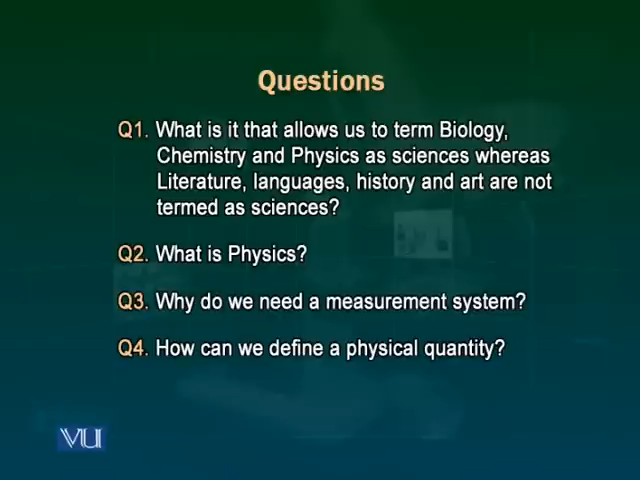 Questions
Q1. What is it that allows us to term Biology,
Chemistry and Physics as sciences whereas
Literature, languages, history and art are not
termed as sciences?
Q2. What is Physics?
Q3. Why do we need a measurement system?
Q4. How can we define a physical quantity?
VU